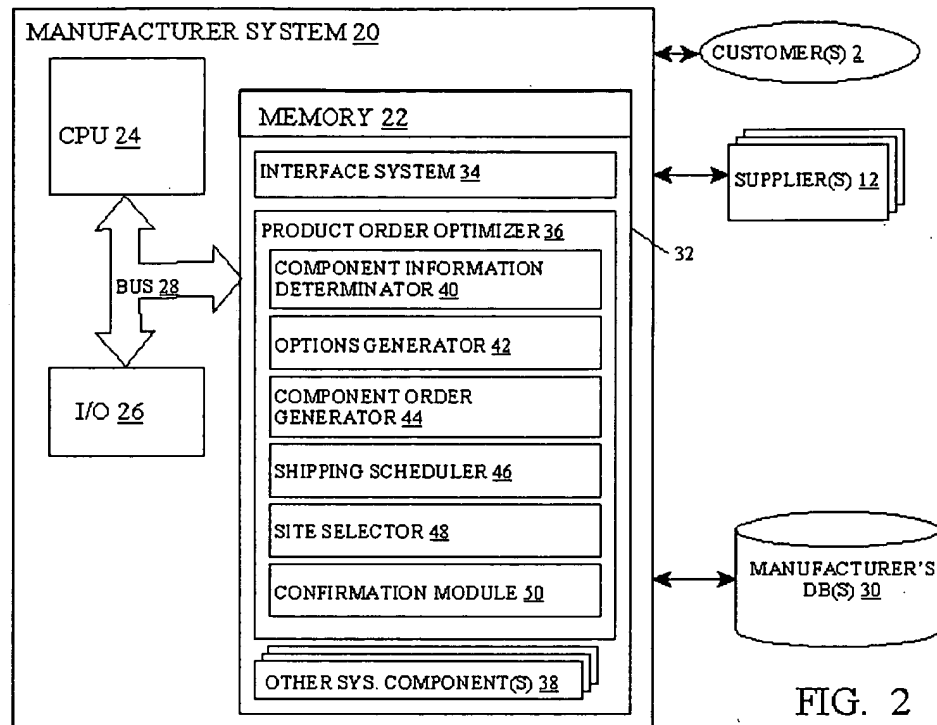 MANUFACTURER SYSTEM 20
CPU 24
BUS 28
I/O 26
MEMORY 22
INTERFACE SYSTEM 34
PRODUCT ORDER OPTIMIZER 36
COMPONENT INFORMATION
DETERMINATOR 40
OPTIONS GENERATOR 42
COMPONENT ORDER
GENERATOR 44
SHIPPING SCHEDULER 46
SITE SELECTOR 48
CONFIRMATION MODULE 50
OTHER SYS. COMPONENT(S) 38
32
CUSTOMER(S) 2
SUPPLIER(S) 12
MANUFACTURER'S
DB(S) 30
FIG. 2